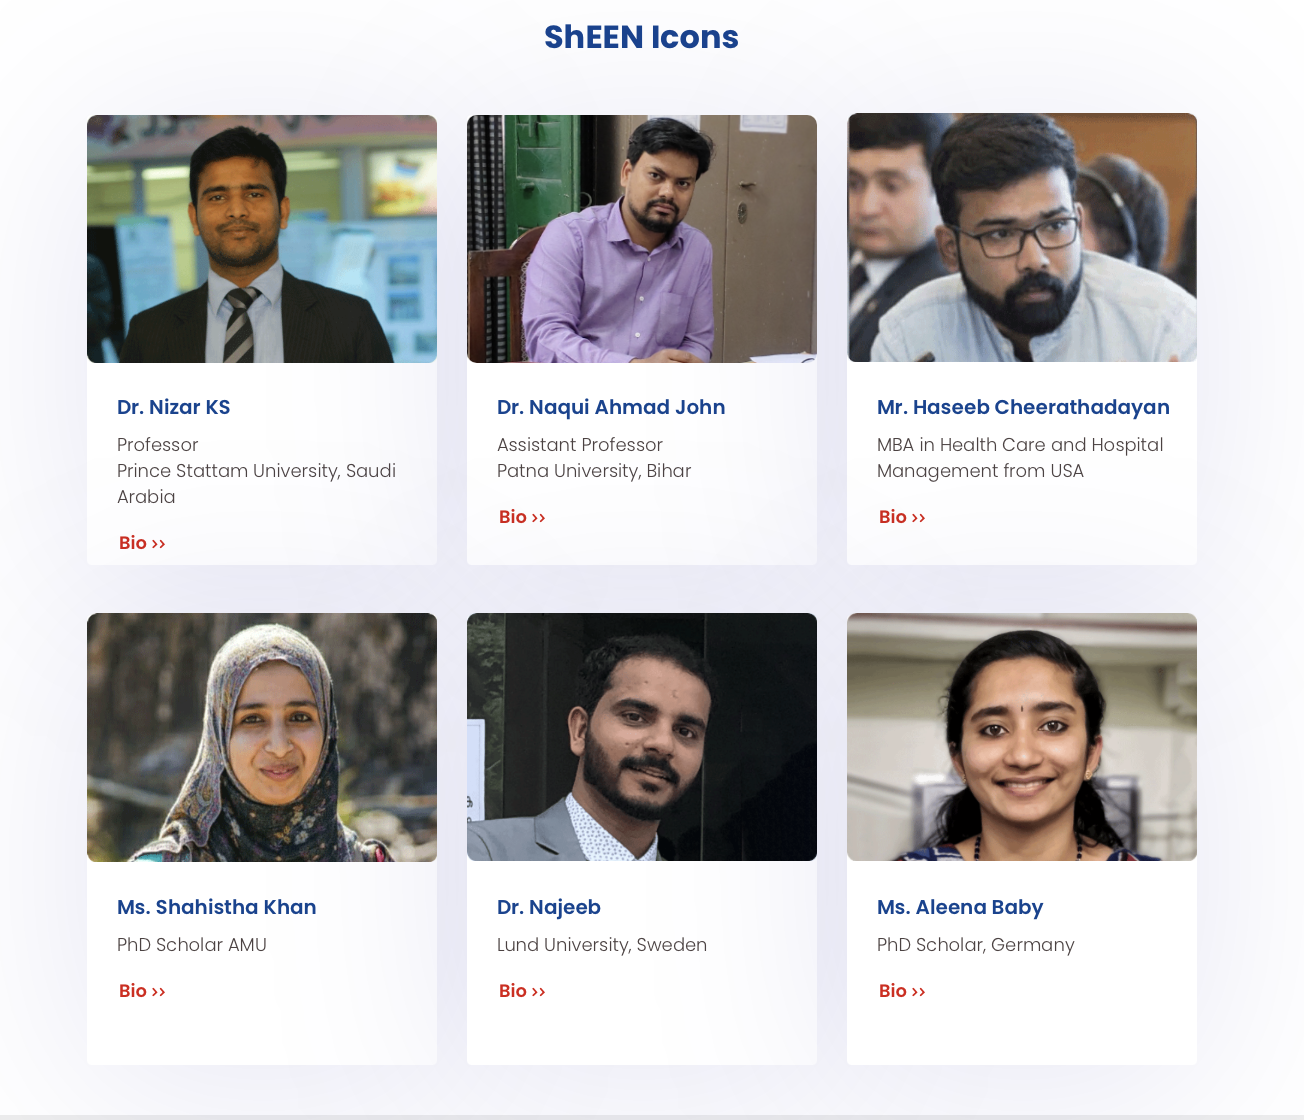 ShEEN Icons
Dr. Nizar KS
Professor
Prince Stattam University, Saudi
Arabia
Bio >>
Dr. Naqui Ahmad John
Assistant Professor
Patna University, Bihar
Bio >>
Mr. Haseeb Cheerathadayan
MBA in Health Care and Hospital
Management from USA
Bio >>
Ms. Shahistha Khan
PhD Scholar AMU
Bio >>
Dr. Najeeb
Lund University, Sweden
Bio >>
Ms. Aleena Baby
PhD Scholar, Germany
Bio >>